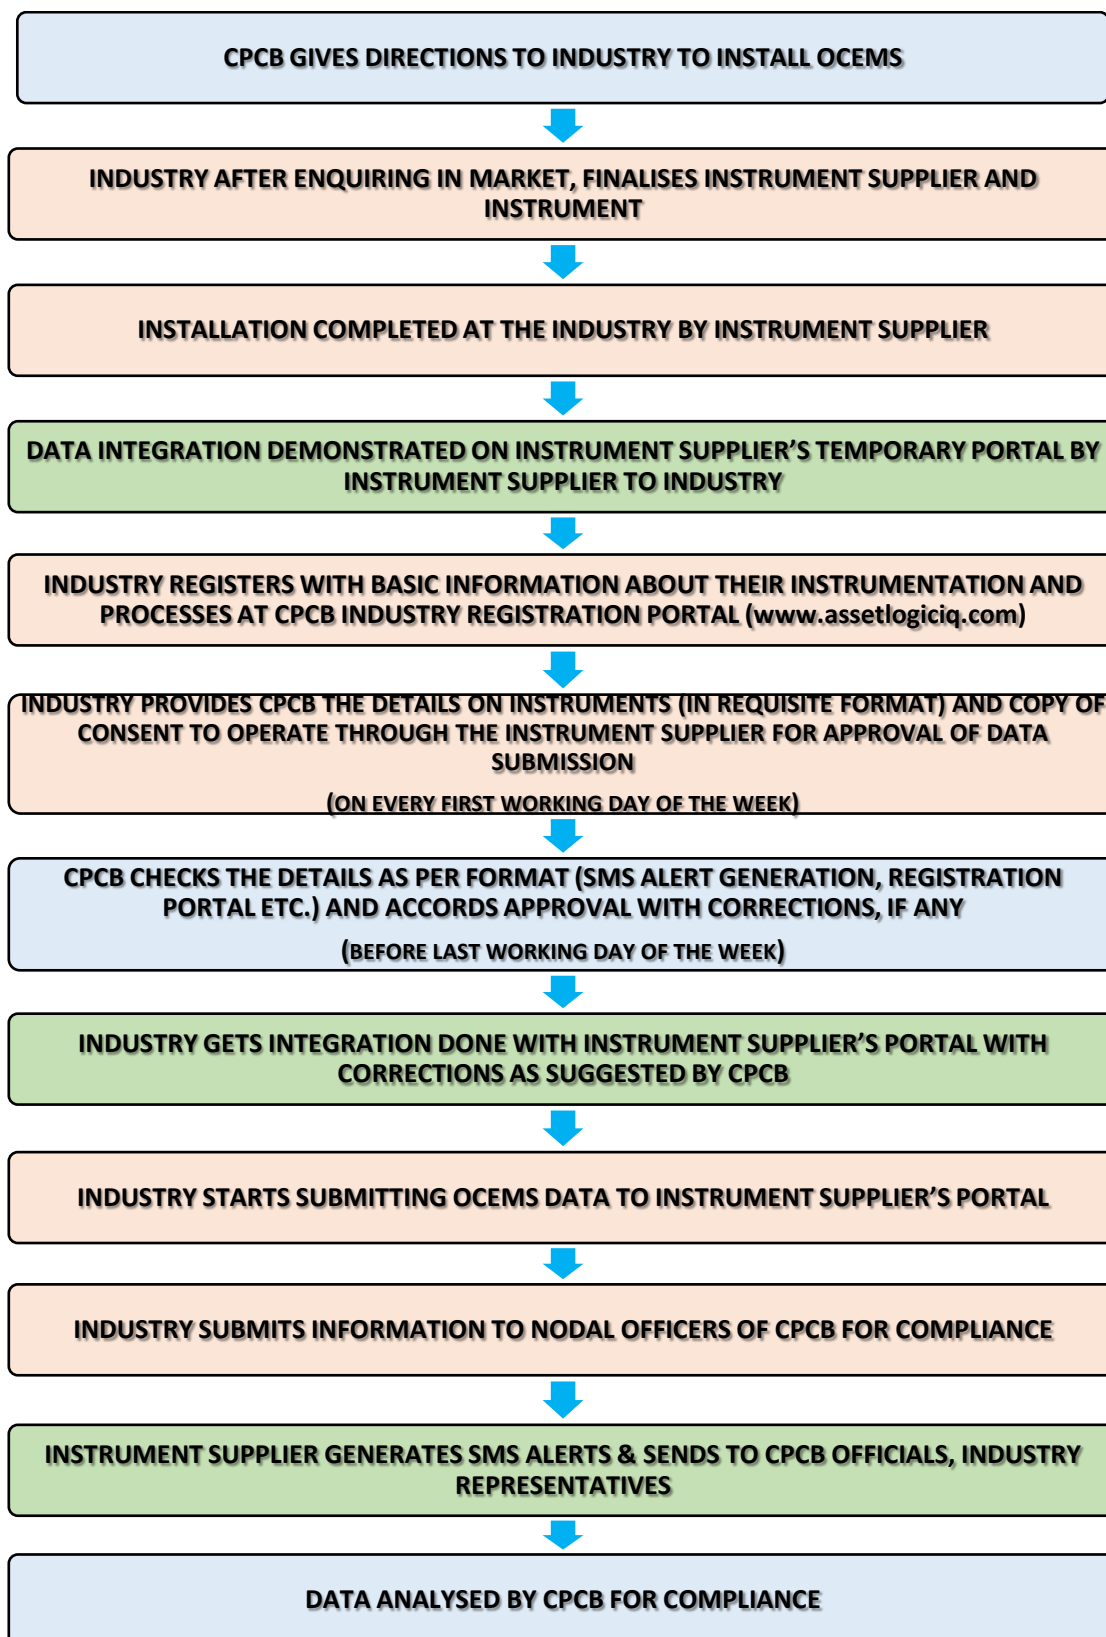 CPCB GIVES DIRECTIONS TO INDUSTRY TO INSTALL OCEMS
INDUSTRY AFTER ENQUIRING IN MARKET, FINALISES INSTRUMENT SUPPLIER AND
INSTRUMENT
INSTALLATION COMPLETED AT THE INDUSTRY BY INSTRUMENT SUPPLIER
DATA INTEGRATION DEMONSTRATED ON INSTRUMENT SUPPLIER’S TEMPORARY PORTAL BY
INSTRUMENT SUPPLIER TO INDUSTRY
INDUSTRY REGISTERS WITH BASIC INFORMATION ABOUT THEIR INSTRUMENTATION AND
PROCESSES AT CPCB INDUSTRY REGISTRATION PORTAL (www.assetlogiciq.com)
INDUSTRY PROVIDES CPCB THE DETAILS ON INSTRUMENTS (IN REQUISITE FORMAT) AND COPY OF
CONSENT TO OPERATE THROUGH THE INSTRUMENT SUPPLIER FOR APPROVAL OF DATA
SUBMISSION
(ON EVERY FIRST WORKING DAY OF THE WEEK)
CPCB CHECKS THE DETAILS AS PER FORMAT (SMS ALERT GENERATION, REGISTRATION
PORTAL ETC.) AND ACCORDS APPROVAL WITH CORRECTIONS, IF ANY
(BEFORE LAST WORKING DAY OF THE WEEK)
INDUSTRY GETS INTEGRATION DONE WITH INSTRUMENT SUPPLIER’S PORTAL WITH
CORRECTIONS AS SUGGESTED BY CPCB
INDUSTRY STARTS SUBMITTING OCEMS DATA TO INSTRUMENT SUPPLIER’S PORTAL
INDUSTRY SUBMITS INFORMATION TO NODAL OFFICERS OF CPCB FOR COMPLIANCE
INSTRUMENT SUPPLIER GENERATES SMS ALERTS & SENDS TO CPCB OFFICIALS, INDUSTRY
REPRESENTATIVES
DATA ANALYSED BY CPCB FOR COMPLIANCE